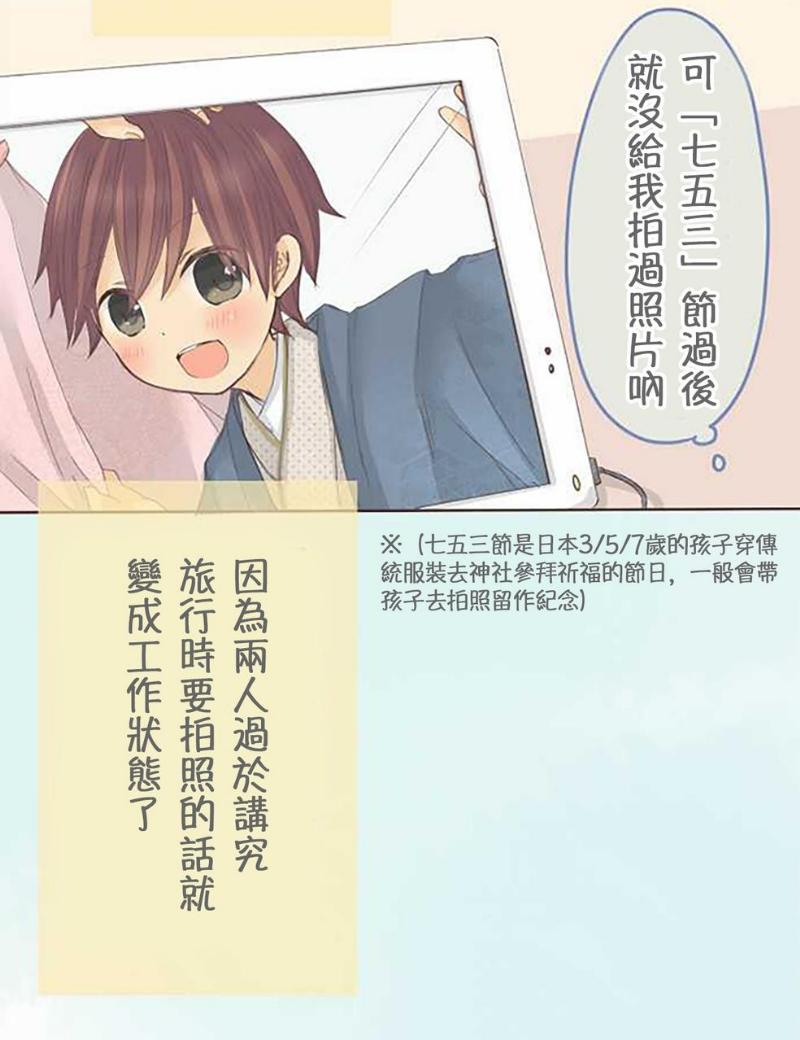 可「七五三」節過後
就沒給我拍過照片吶
※（七五三節是日本3/5/7歲的孩子穿傳
統服裝去神社參拜祈福的節日，一般會帶
孩子去拍照留作紀念）
因為兩人過於講究
旅行時要拍照的話就
變成工作狀態了